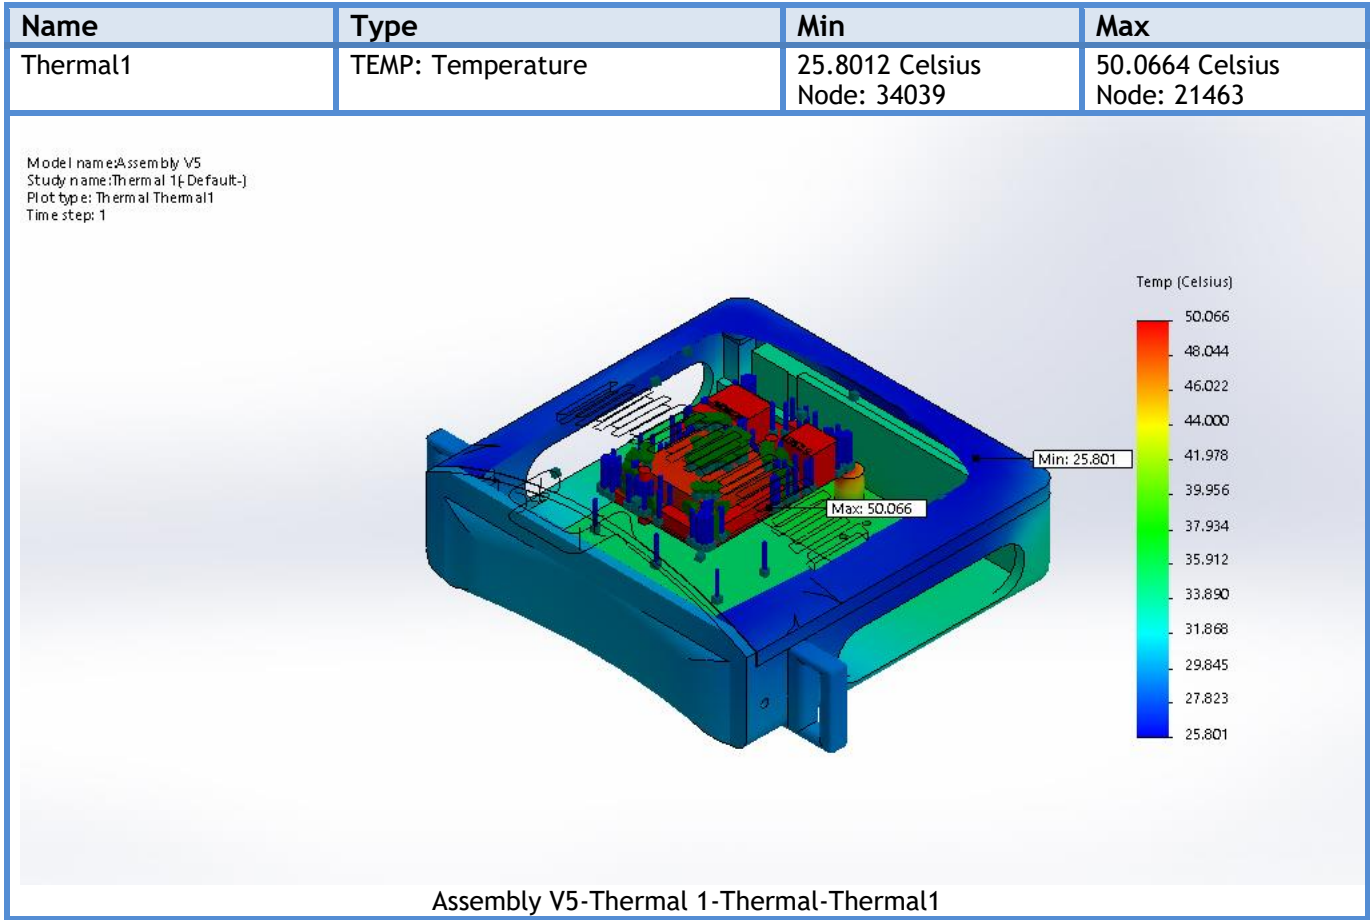 Name Type Min Max
Thermal1 TEMP: Temperature 25.8012 Celsius 50.0664 Celsius
Node: 34039 Node: 21463
Model name:Assembly V5
Study name:Thermal 1(-Default-)
Plot type: Thermal Thermal1
Time step: 1
Temp (Celsius)
50.066
48.044
46.022
44.000
41.978
39.956
37.934
35.912
33.890
31.868
29.845
27.823
25.801
Min: 25.801
Max: 50.066
Assembly V5-Thermal 1-Thermal-Thermal1